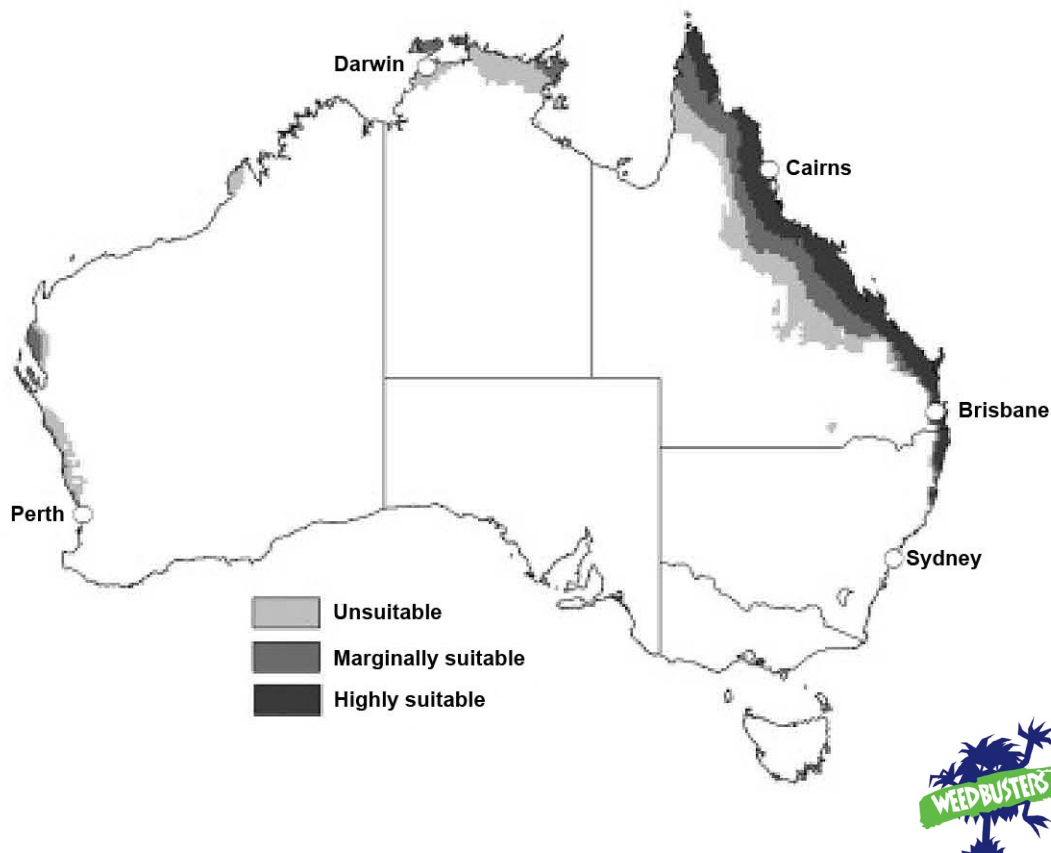 Darwin
Cairns
Brisbane
Perth
Sydney
Unsuitable
Marginally suitable
Highly suitable
WEEDBUSTERS